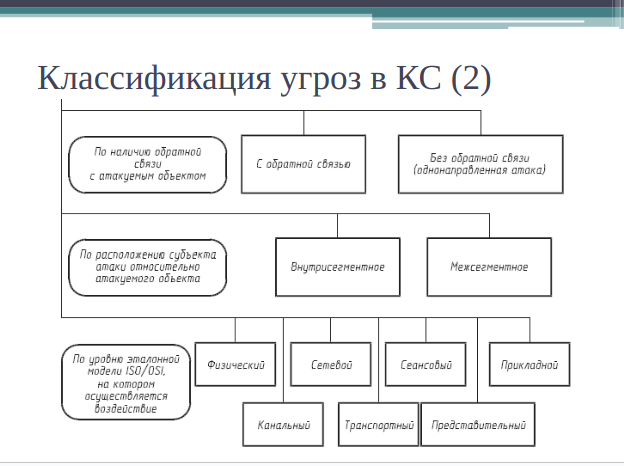 Классификация угроз в КС (2)
По наличию обратной
связи
с атакуемым объектом
С обратной связью
Без обратной связи
(однонаправленная атака)
По расположению субъекта
атаки относительно
атакуемого объекта
Внутрисегментное
Межсегментное
По уровню эталонной
модели ISO/OSI,
на котором
осуществляется
воздействие
Физический
Сетевой
Сеансовый
Прикладной
Канальный
Транспортный
Представительный